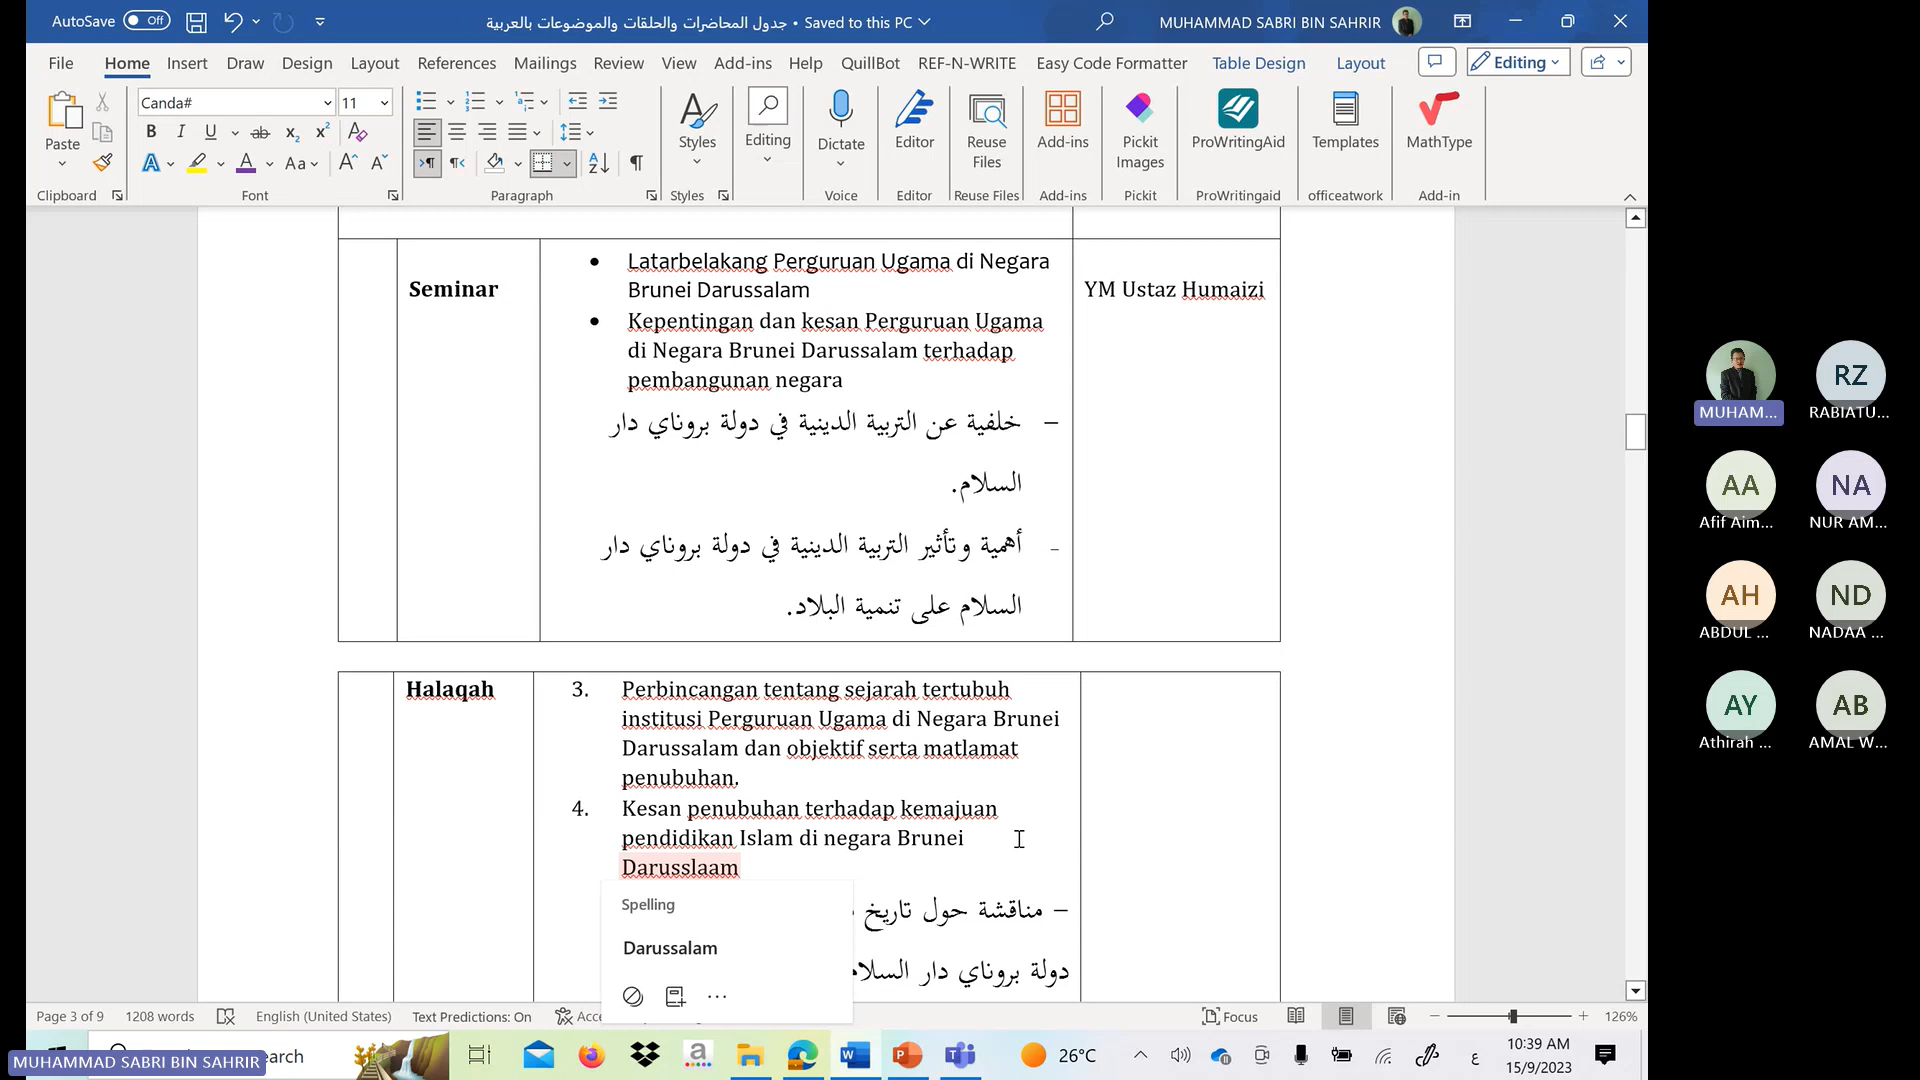 AutoSave Off جدول المحاضرات والحلقات والموضوعات بالعربية • Saved to this PC MUHAMMAD SABRI BIN SAHRIR
File Home Insert Draw Design Layout References Mailings Review View Add-ins Help QuillBot REF-N-WRITE Easy Code Formatter Table Design Layout Editing
Canda# 11
Paste Styles Editing Dictate Editor Reuse Files Add-ins Pickit Images ProWritingAid Templates MathType
Clipboard Font Paragraph Styles Voice Editor Reuse Files Add-ins Pickit ProWritingaid officeatwork Add-in
Seminar
• Latarbelakang Perguruan Ugama di Negara
Brunei Darussalam
• Kepentingan dan kesan Perguruan Ugama
di Negara Brunei Darussalam terhadap
pembangunan negara
– خلفية عن التربية الدينية في دولة بروناي دار
السلام.
- أهمية وتأثير التربية الدينية في دولة بروناي دار
السلام على تنمية البلاد.
YM Ustaz Humaizi
Halaqah
3. Perbincangan tentang sejarah tertubuh
institusi Perguruan Ugama di Negara Brunei
Darussalam dan objektif serta matlamat
penubuhan.
4. Kesan penubuhan terhadap kemajuan
pendidikan Islam di negara Brunei
Darusslaam
– مناقشة حول تاريخ
دولة بروناي دار السلام
Spelling
Darussalam
...
MUHAM...
RABIATU...
AA
Afif Aim...
RZ
NA
NUR AM...
AH
ABDUL ...
ND
NADAA ...
AY
Athirah ...
AB
AMAL W...
Page 3 of 9 1208 words English (United States) Text Predictions: On Acce Focus 126%
earch 26°C ع 10:39 AM
15/9/2023
MUHAMMAD SABRI BIN SAHRIR